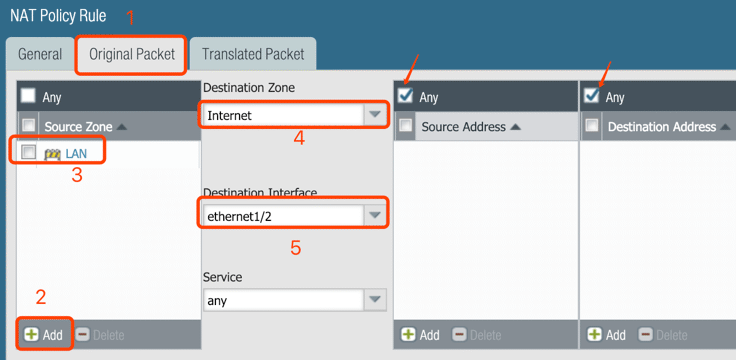 NAT Policy Rule 1
General Original Packet Translated Packet
Any
Source Zone
LAN
3
2
Add Delete
Destination Zone
Internet
4
Destination Interface
ethernet1/2
5
Service
any
Any
Source Address
Add Delete
Any
Destination Address
Add Delete